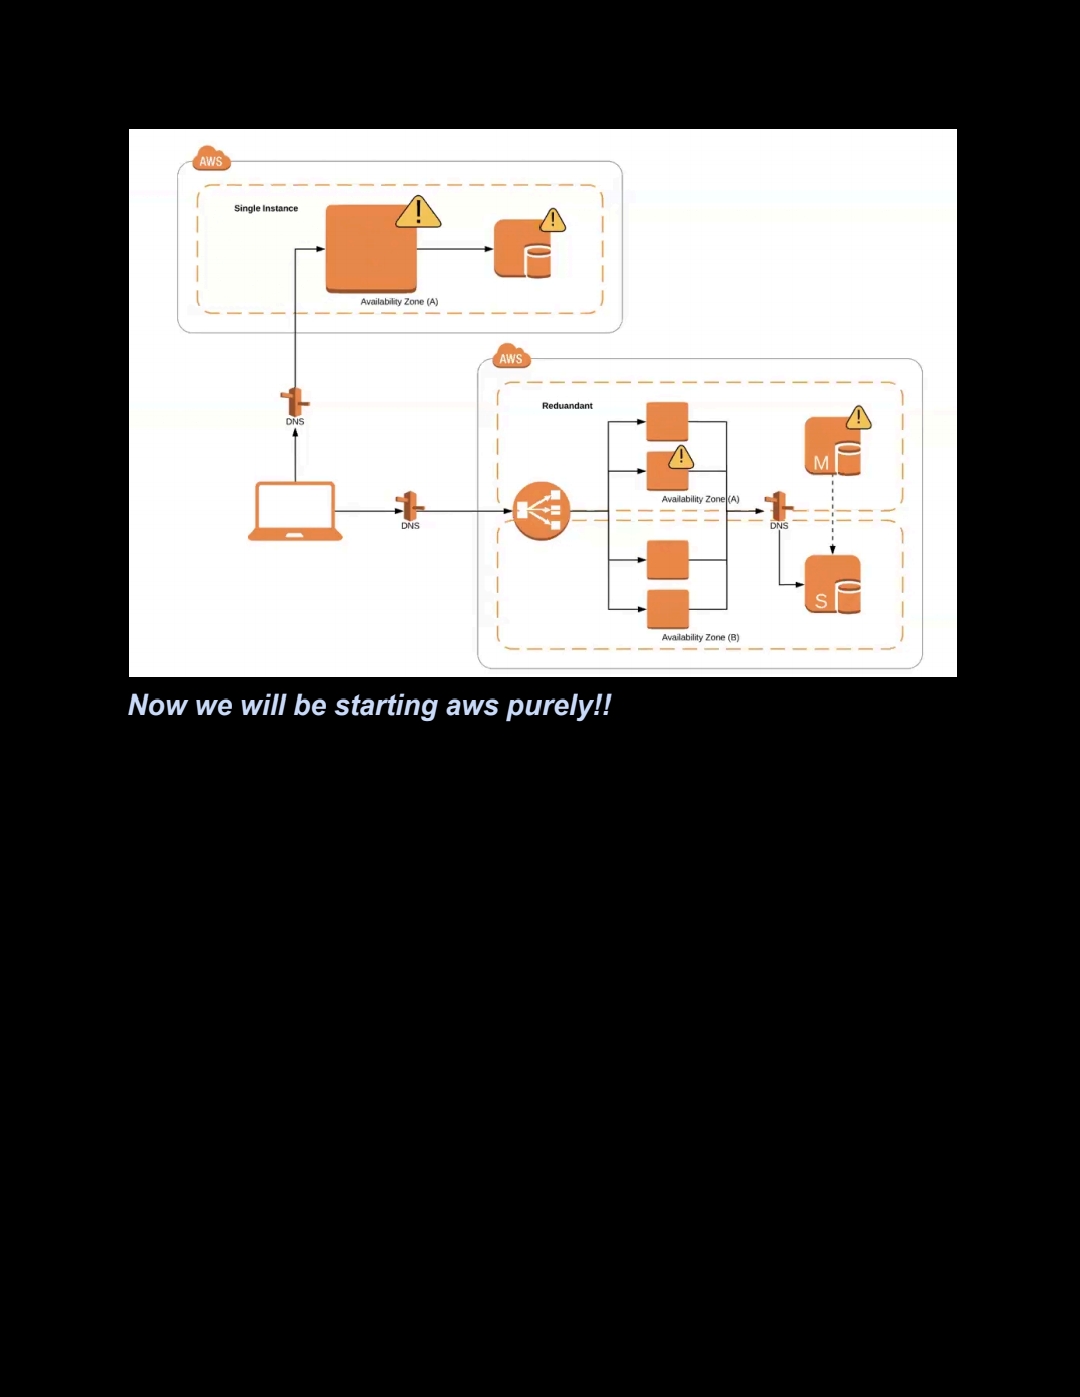 AWS
Single Instance
Availability Zone (A)
DNS
AWS
Reduandant
M
Availability Zone (A)
DNS
DNS
S
Availability Zone (B)
Now we will be starting aws purely!!